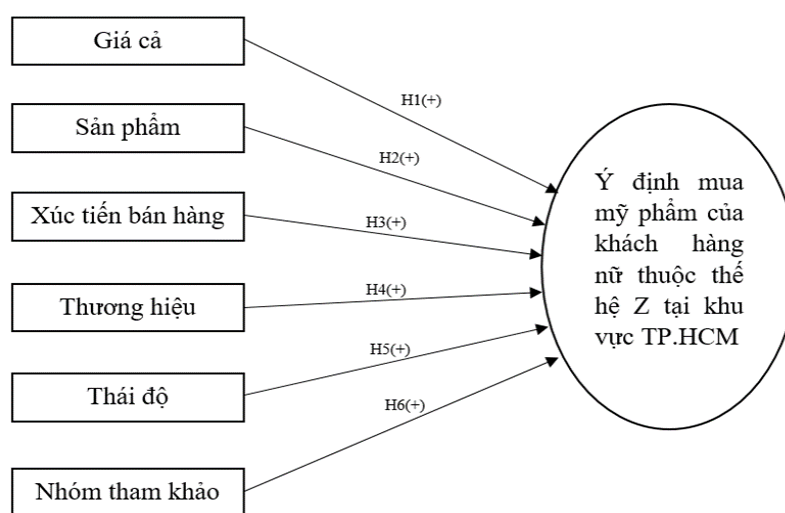 Giá cả
H1(+)
Sản phẩm
H2(+)
Xúc tiến bán hàng
H3(+)
Thương hiệu
H4(+)
Thái độ
H5(+)
Nhóm tham khảo
H6(+)
Ý định mua
mỹ phẩm của
khách hàng
nữ thuộc thế
hệ Z tại khu
vực TP.HCM